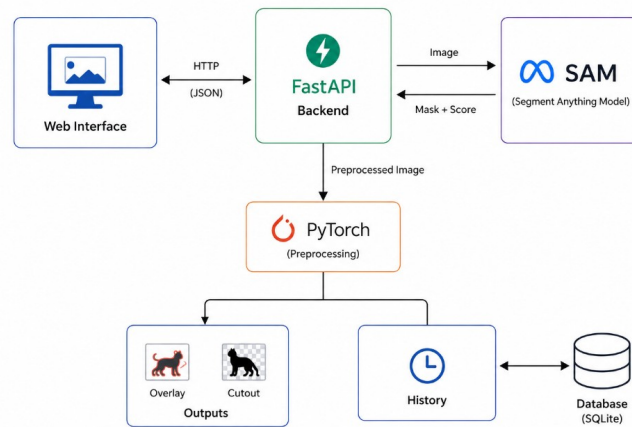 HTTP
(JSON)
Web Interface
FastAPI
Backend
Image
Mask + Score
SAM
(Segment Anything Model)
Preprocessed Image
PyTorch
(Preprocessing)
Overlay
Cutout
Outputs
History
Database
(SQLite)